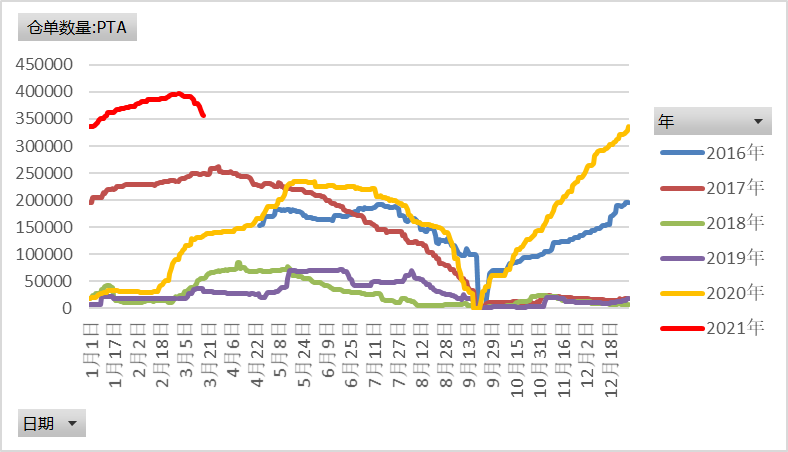 仓单数量:PTA
450000
400000
350000
300000
250000
200000
150000
100000
50000
0
1月1日
1月17日
2月2日
2月18日
3月5日
3月21日
4月6日
4月22日
5月8日
5月24日
6月9日
6月25日
7月11日
7月27日
8月12日
8月28日
9月13日
9月29日
10月15日
10月31日
11月16日
12月2日
12月18日
年
2016年
2017年
2018年
2019年
2020年
2021年
日期